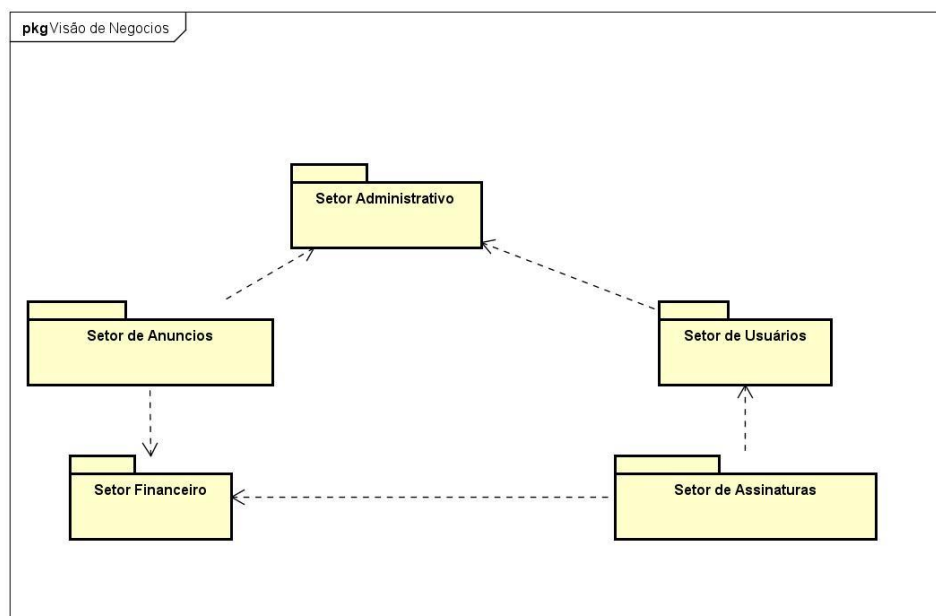 pkg Visão de Negocios
Setor Administrativo
Setor de Anuncios
Setor de Usuários
Setor Financeiro
Setor de Assinaturas